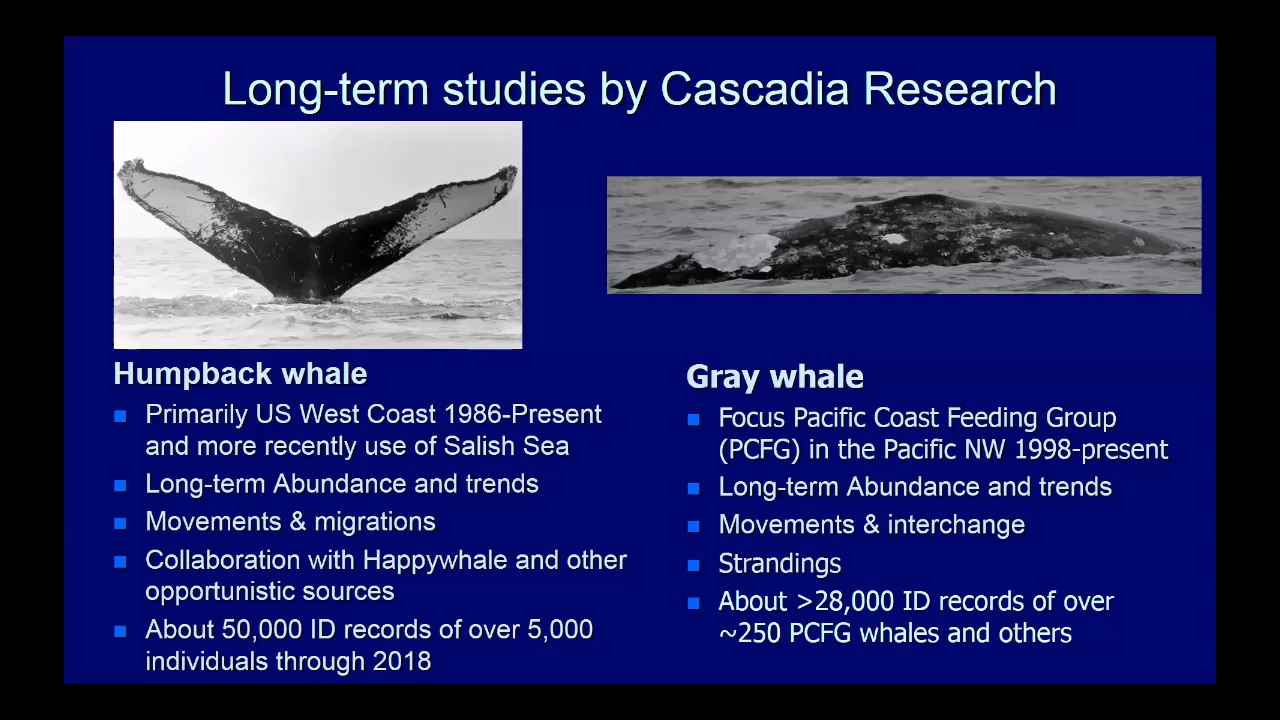 Long-term studies by Cascadia Research
Humpback whale
Primarily US West Coast 1986-Present
and more recently use of Salish Sea
Long-term Abundance and trends
Movements & migrations
Collaboration with Happywhale and other
opportunistic sources
About 50,000 ID records of over 5,000
individuals through 2018
Gray whale
Focus Pacific Coast Feeding Group
(PCFG) in the Pacific NW 1998-present
Long-term Abundance and trends
Movements & interchange
Strandings
About >28,000 ID records of over
~250 PCFG whales and others